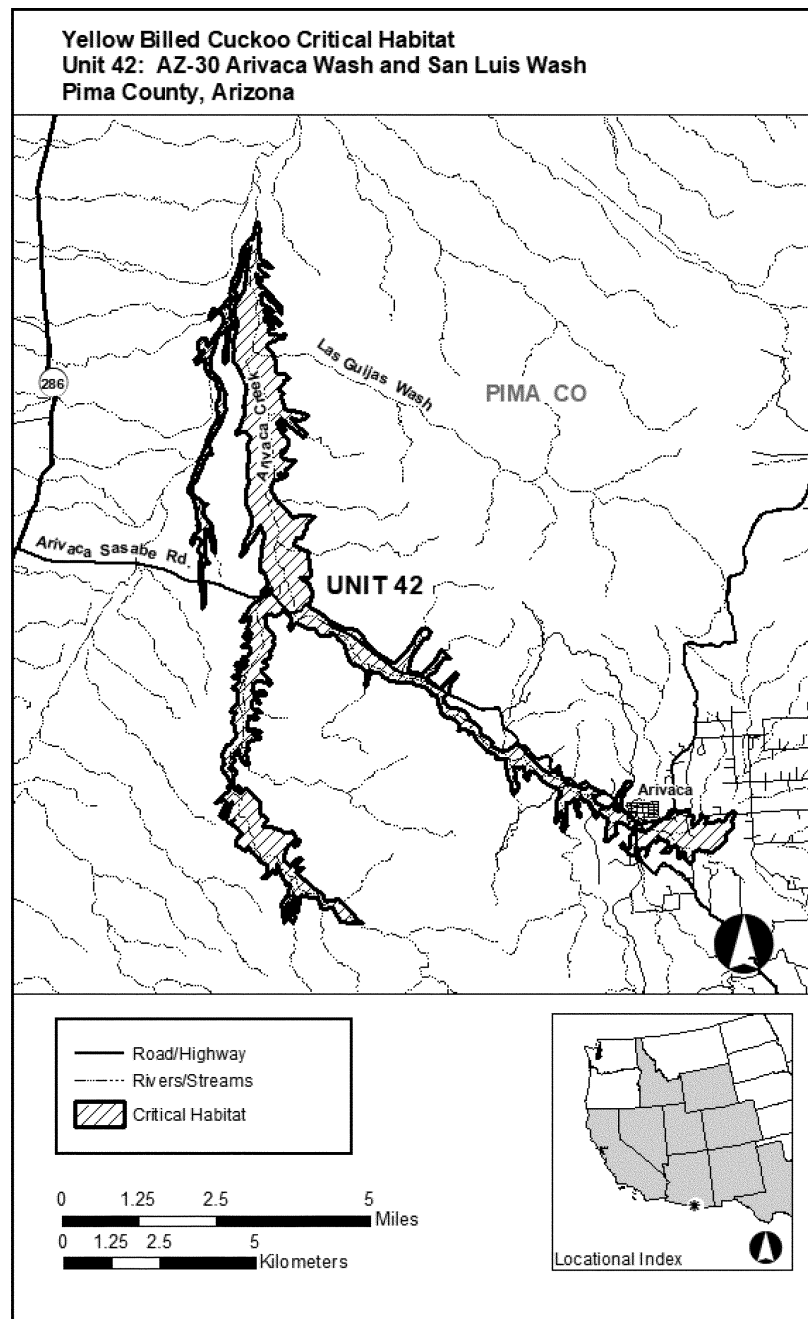 Yellow Billed Cuckoo Critical Habitat
Unit 42: AZ-30 Arivaca Wash and San Luis Wash
Pima County, Arizona
286
Las Guijas Wash
PIMA CO
Arivaca Creek
Arivaca Sasabe Rd.
UNIT 42
Arivaca
Road/Highway
Rivers/Streams
Critical Habitat
0 1.25 2.5 5
Miles
0 1.25 2.5 5
Kilometers
Locational Index